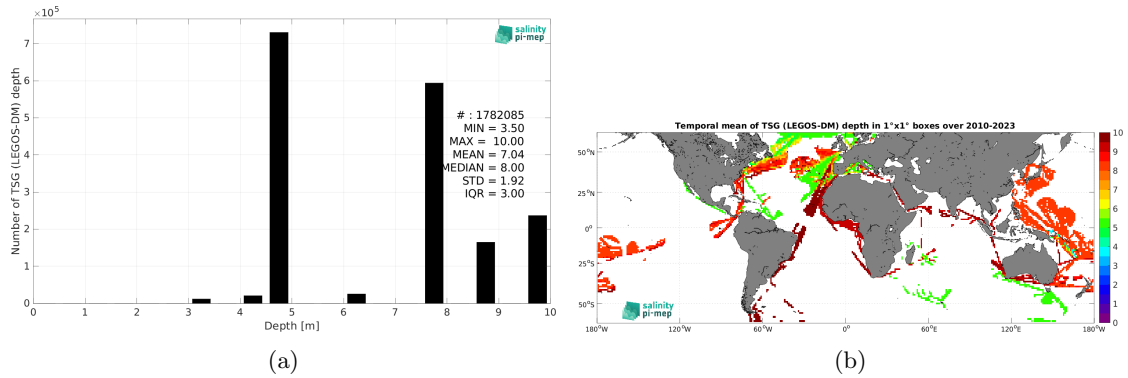 ×10⁵
7
6
5
4
3
2
1
0
Number of TSG (LEGOS-DM) depth
salinity
pi-mep
# : 1782085
MIN = 3.50
MAX = 10.00
MEAN = 7.04
MEDIAN = 8.00
STD = 1.92
IQR = 3.00
0 1 2 3 4 5 6 7 8 9 10
Depth [m]
(a)
Temporal mean of TSG (LEGOS-DM) depth in 1°x1° boxes over 2010-2023
50°N
25°N
0°
25°S
50°S
salinity
pi-mep
180°W 120°W 60°W 0° 60°E 120°E 180°W
10
9
8
7
6
5
4
3
2
1
0
(b)